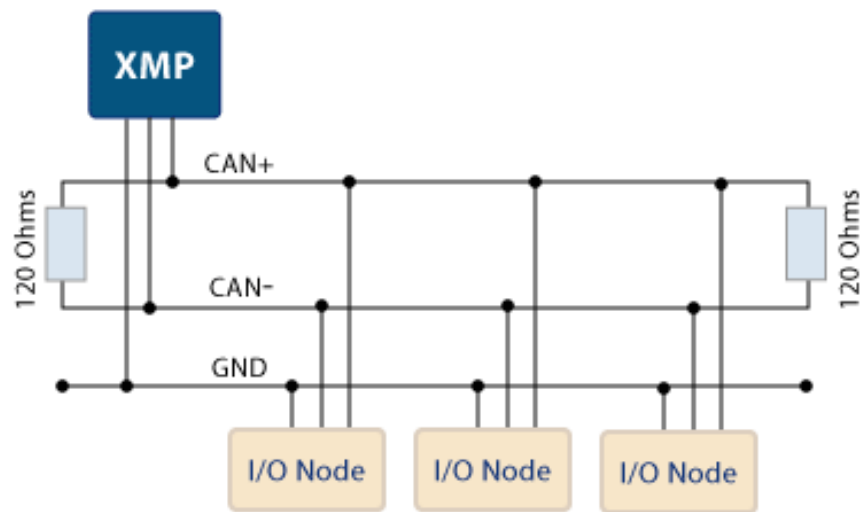 XMP
CAN+
120 Ohms
120 Ohms
CAN-
GND
I/O Node
I/O Node
I/O Node